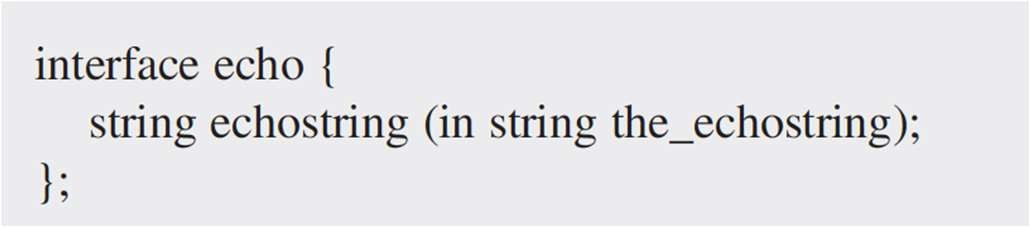 interface echo {
string echostring (in string the_echostring);
};